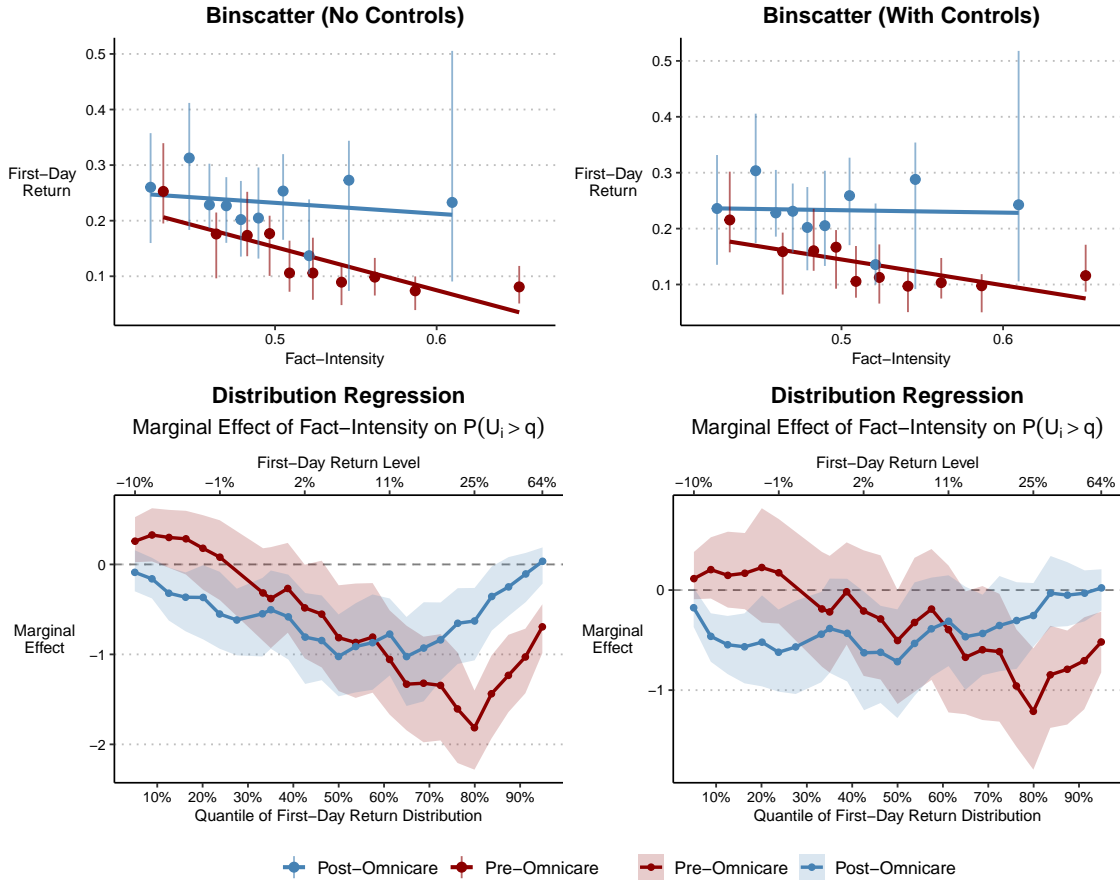 Binscatter (No Controls)
0.5
0.4
0.3
0.2
0.1
First−Day
Return
0.5
0.6
Fact−Intensity
Binscatter (With Controls)
0.5
0.4
0.3
0.2
0.1
First−Day
Return
0.5
0.6
Fact−Intensity
Distribution Regression
Marginal Effect of Fact−Intensity on P(Ui > q)
First−Day Return Level
−10%
−1%
2%
11%
25%
64%
0
−1
−2
Marginal
Effect
10%
20%
30%
40%
50%
60%
70%
80%
90%
Quantile of First−Day Return Distribution
Distribution Regression
Marginal Effect of Fact−Intensity on P(Ui > q)
First−Day Return Level
−10%
−1%
2%
11%
25%
64%
0
−1
Marginal
Effect
10%
20%
30%
40%
50%
60%
70%
80%
90%
Quantile of First−Day Return Distribution
Post−Omnicare
Pre−Omnicare
Pre−Omnicare
Post−Omnicare